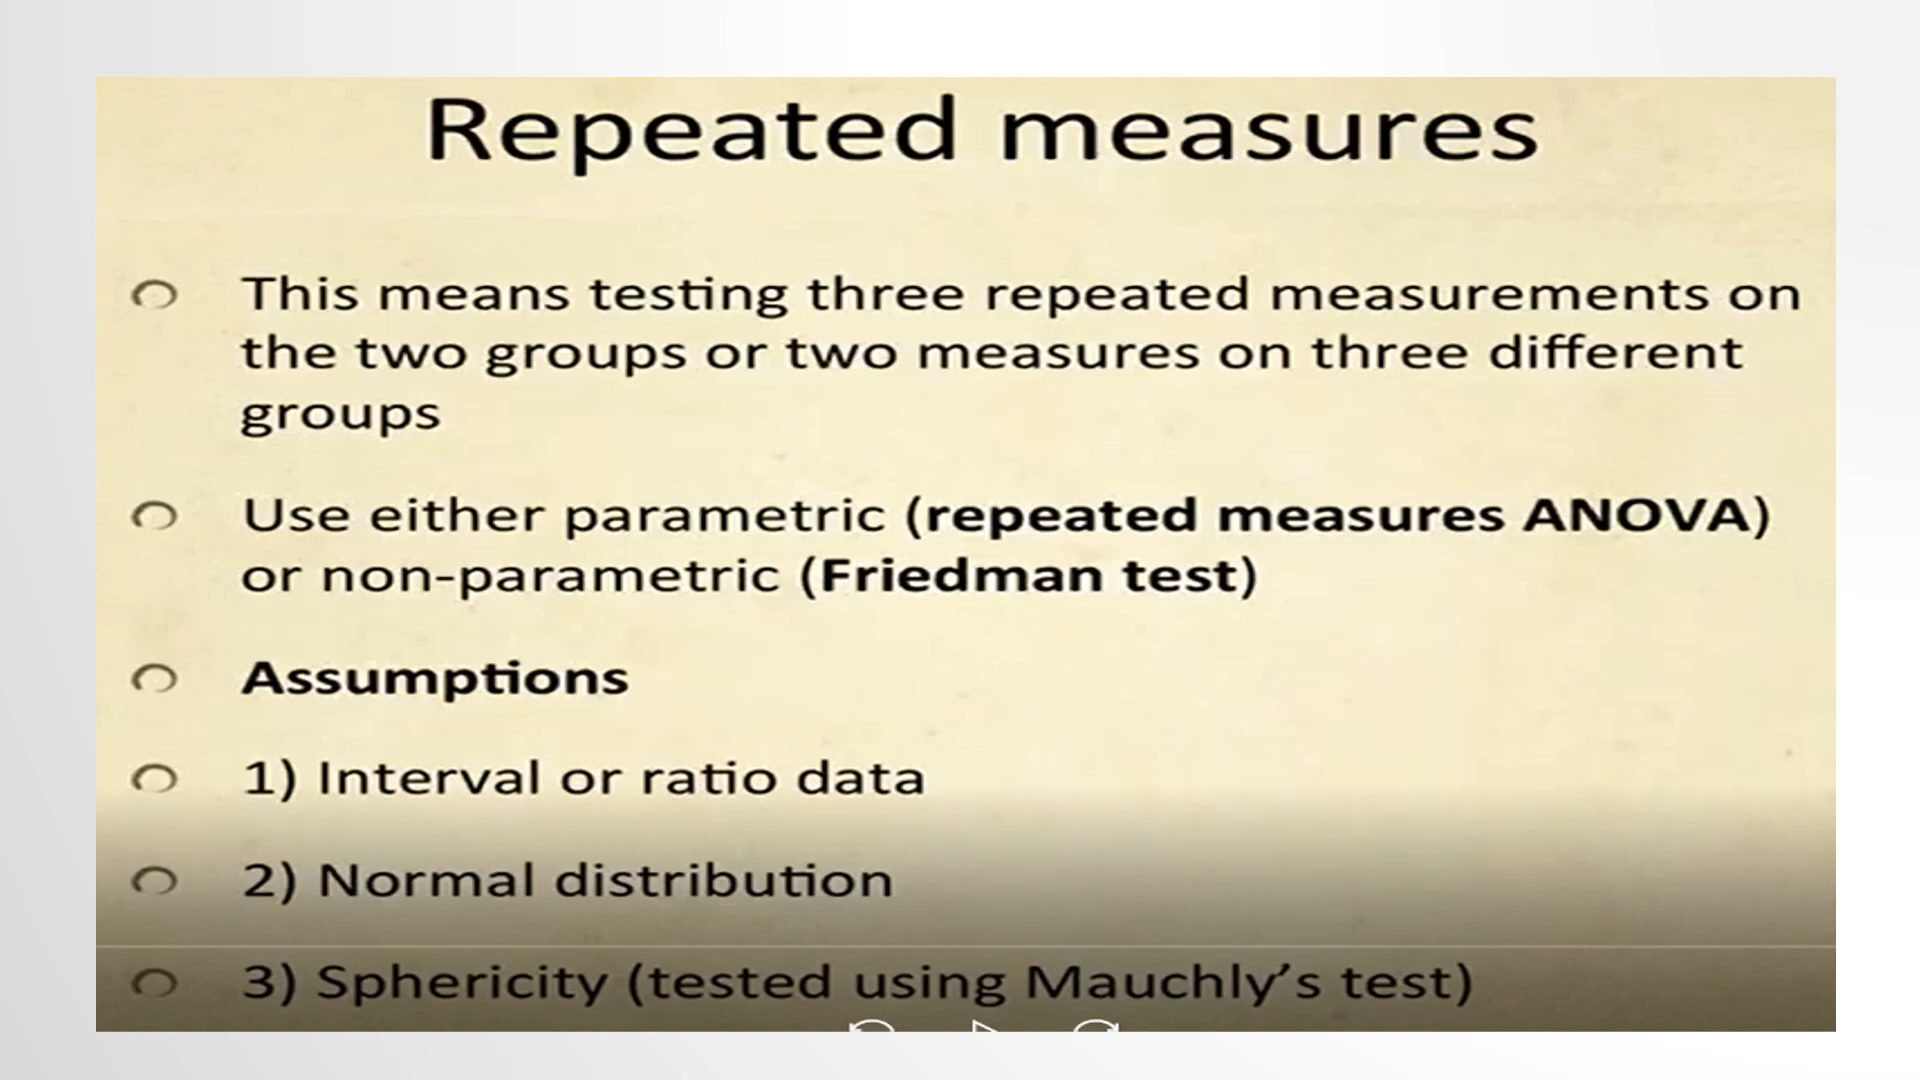 Repeated measures
This means testing three repeated measurements on
the two groups or two measures on three different
groups
Use either parametric (repeated measures ANOVA)
or non-parametric (Friedman test)
Assumptions
1) Interval or ratio data
2) Normal distribution
3) Sphericity (tested using Mauchly’s test)